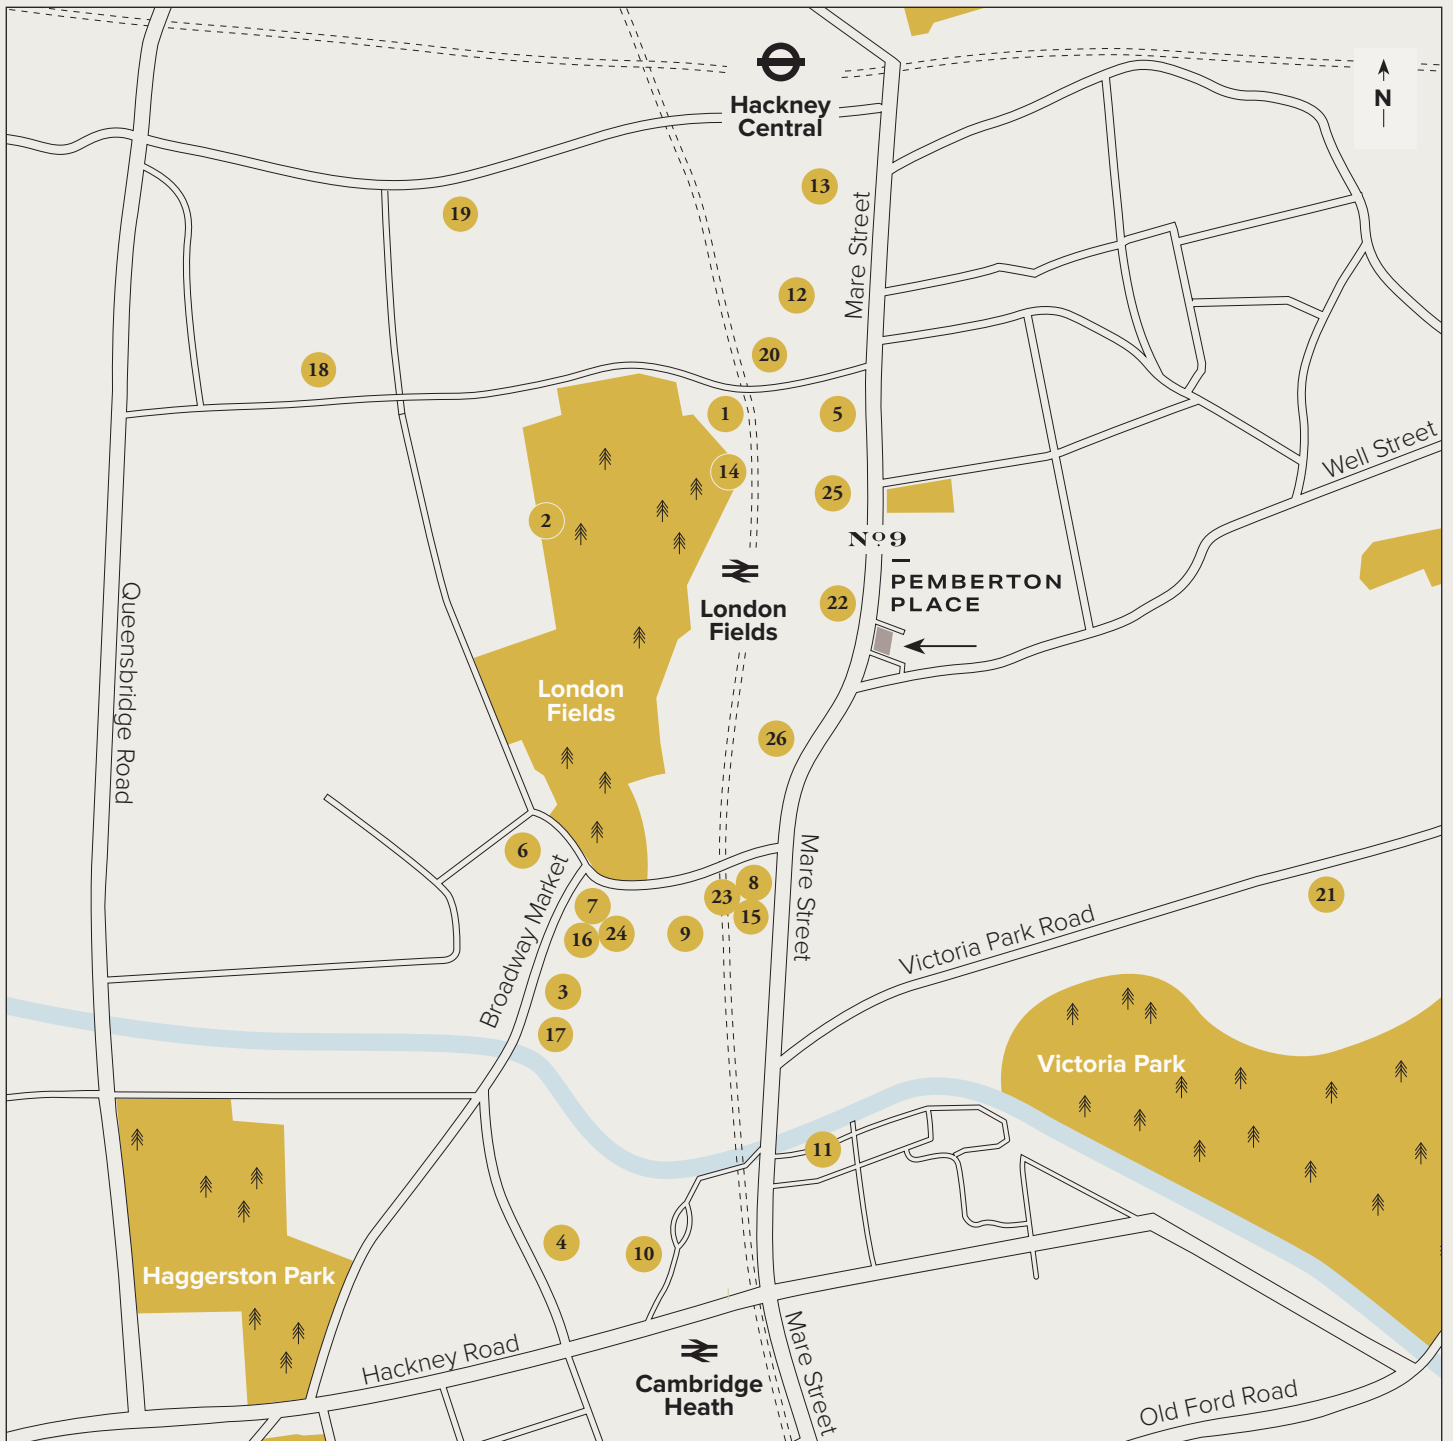 Hackney
Central
N
13
Mare Street
19
12
20
18
1
5
14
25
Well Street
2
Nº9
PEMBERTON
PLACE
22
London
Fields
Queensbridge Road
London
Fields
26
6
Broadway Market
Mare Street
8
23
7
15
21
16
24
9
Victoria Park Road
3
17
Victoria Park
11
4
10
Haggerston Park
Hackney Road
Mare Street
Cambridge
Heath
Old Ford Road